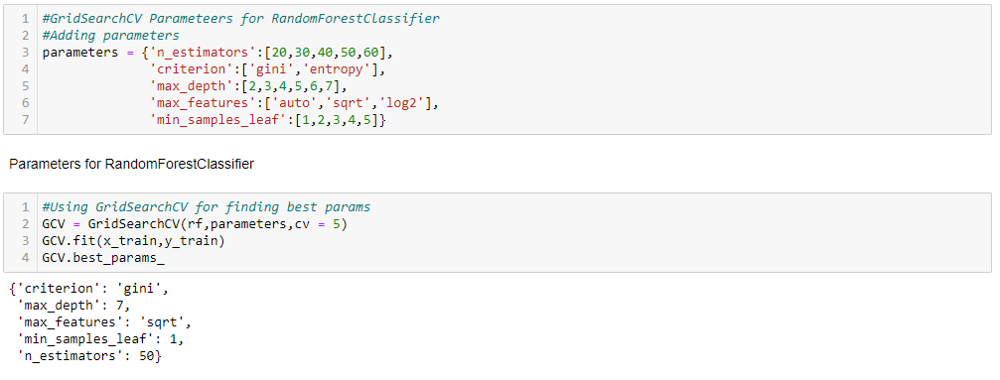 1 #GridSearchCV Parameteers for RandomForestClassifier
2 #Adding parameters
3 parameters = {'n_estimators':[20,30,40,50,60],
4 'criterion':['gini','entropy'],
5 'max_depth':[2,3,4,5,6,7],
6 'max_features':['auto','sqrt','log2'],
7 'min_samples_leaf':[1,2,3,4,5]}
Parameters for RandomForestClassifier
1 #Using GridSearchCV for finding best params
2 GCV = GridSearchCV(rf,parameters,cv = 5)
3 GCV.fit(x_train,y_train)
4 GCV.best_params_
{'criterion': 'gini',
'max_depth': 7,
'max_features': 'sqrt',
'min_samples_leaf': 1,
'n_estimators': 50}